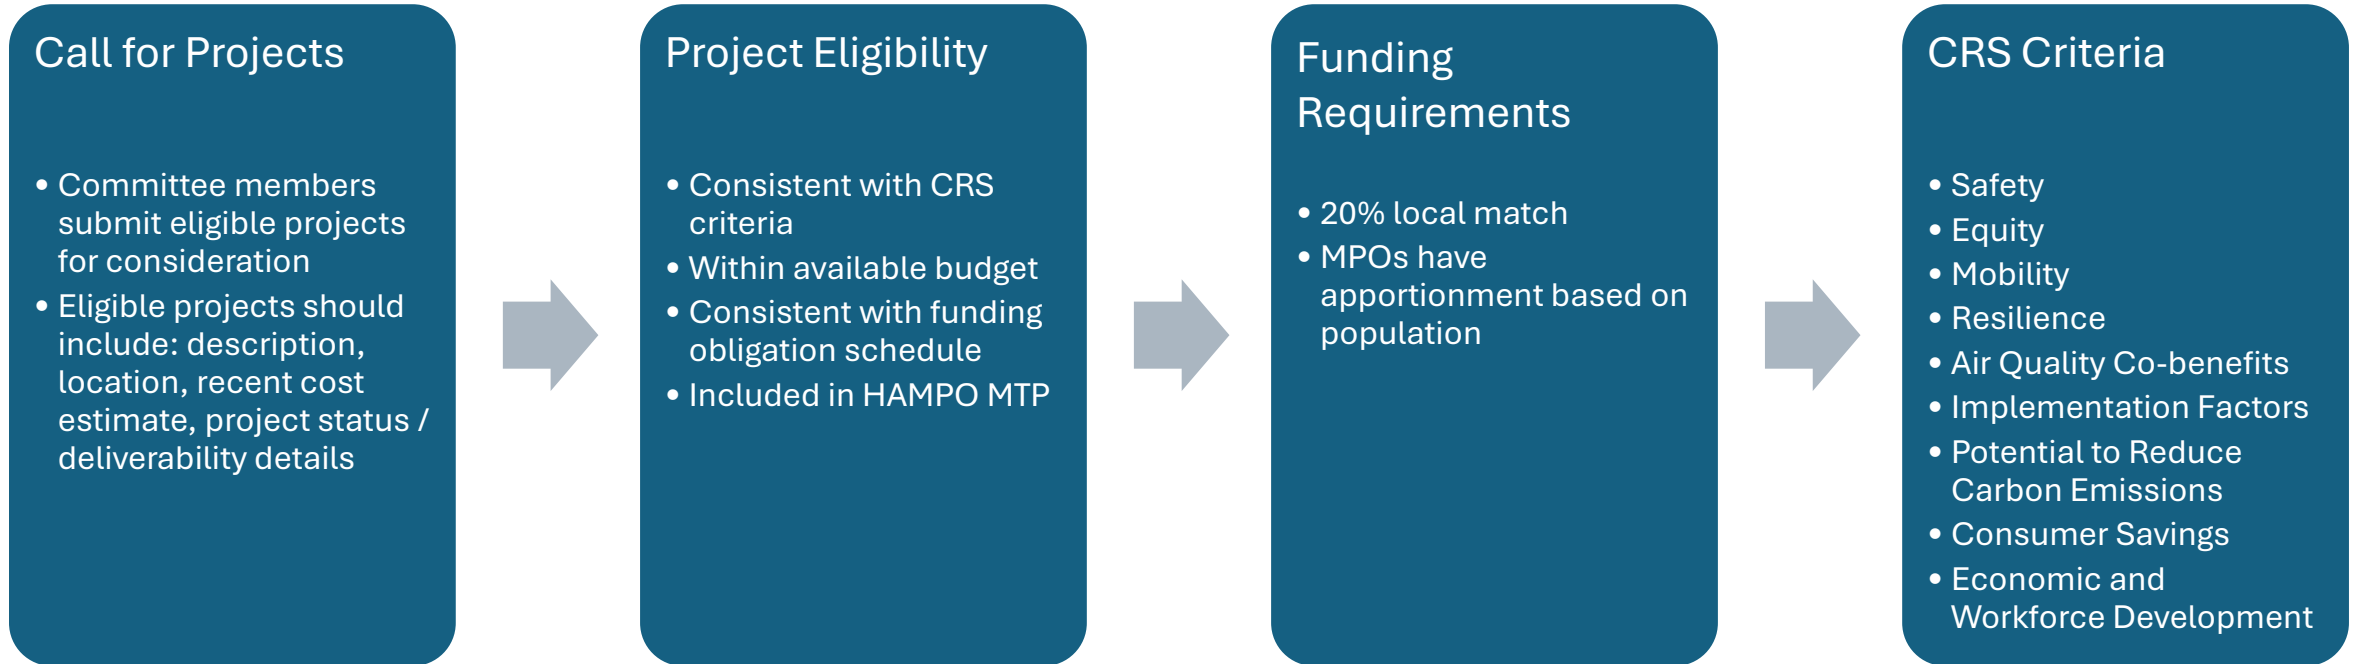 Call for Projects
• Committee members
submit eligible projects
for consideration
• Eligible projects should
include: description,
location, recent cost
estimate, project status /
deliverability details
Project Eligibility
• Consistent with CRS
criteria
• Within available budget
• Consistent with funding
obligation schedule
• Included in HAMPO MTP
Funding
Requirements
• 20% local match
• MPOs have
apportionment based on
population
CRS Criteria
• Safety
• Equity
• Mobility
• Resilience
• Air Quality Co-benefits
• Implementation Factors
• Potential to Reduce
Carbon Emissions
• Consumer Savings
• Economic and
Workforce Development